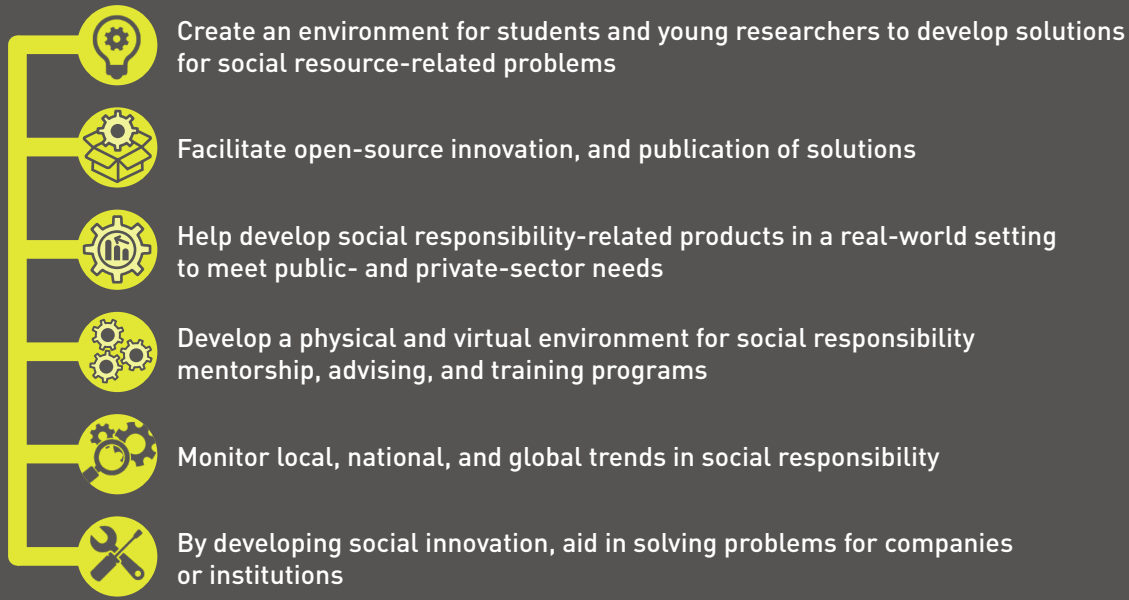 Create an environment for students and young researchers to develop solutions
for social resource-related problems
Facilitate open-source innovation, and publication of solutions
Help develop social responsibility-related products in a real-world setting
to meet public- and private-sector needs
Develop a physical and virtual environment for social responsibility
mentorship, advising, and training programs
Monitor local, national, and global trends in social responsibility
By developing social innovation, aid in solving problems for companies
or institutions